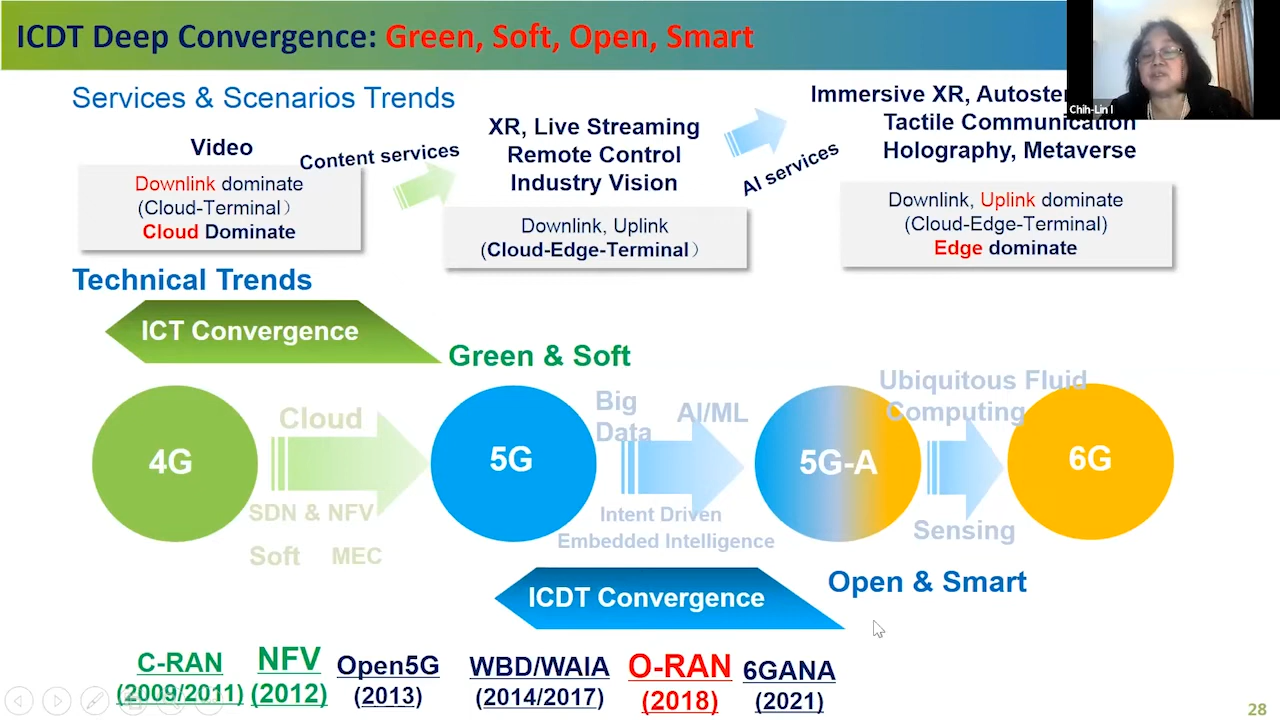 ICDT Deep Convergence: Green, Soft, Open, Smart
Chih-Lin I
Services & Scenarios Trends
Video
Downlink dominate
(Cloud-Terminal）
Cloud Dominate
Content services
XR, Live Streaming
Remote Control
Industry Vision
Downlink, Uplink
(Cloud-Edge-Terminal）
AI services
Immersive XR,
Tactile Communication
Holography, Metaverse
Downlink, Uplink dominate
(Cloud-Edge-Terminal)
Edge dominate
Technical Trends
ICT Convergence
Green & Soft
4G
Cloud
SDN & NFV
Soft MEC
5G
Big
Data
AI/ML
Intent Driven
Embedded Intelligence
5G-A
Ubiquitous Fluid
Computing
Sensing
6G
ICDT Convergence
Open & Smart
C-RAN
(2009/2011)
NFV
(2012)
Open5G
(2013)
WBD/WAIA
(2014/2017)
O-RAN
(2018)
6GANA
(2021)
28